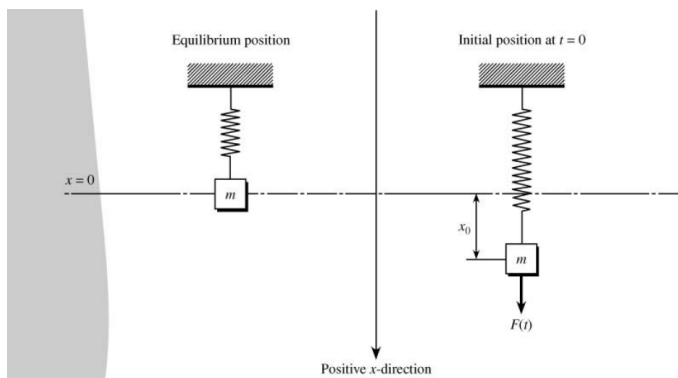 Equilibrium position
Initial position at t = 0
x = 0
m
x₀
m
F(t)
Positive x-direction